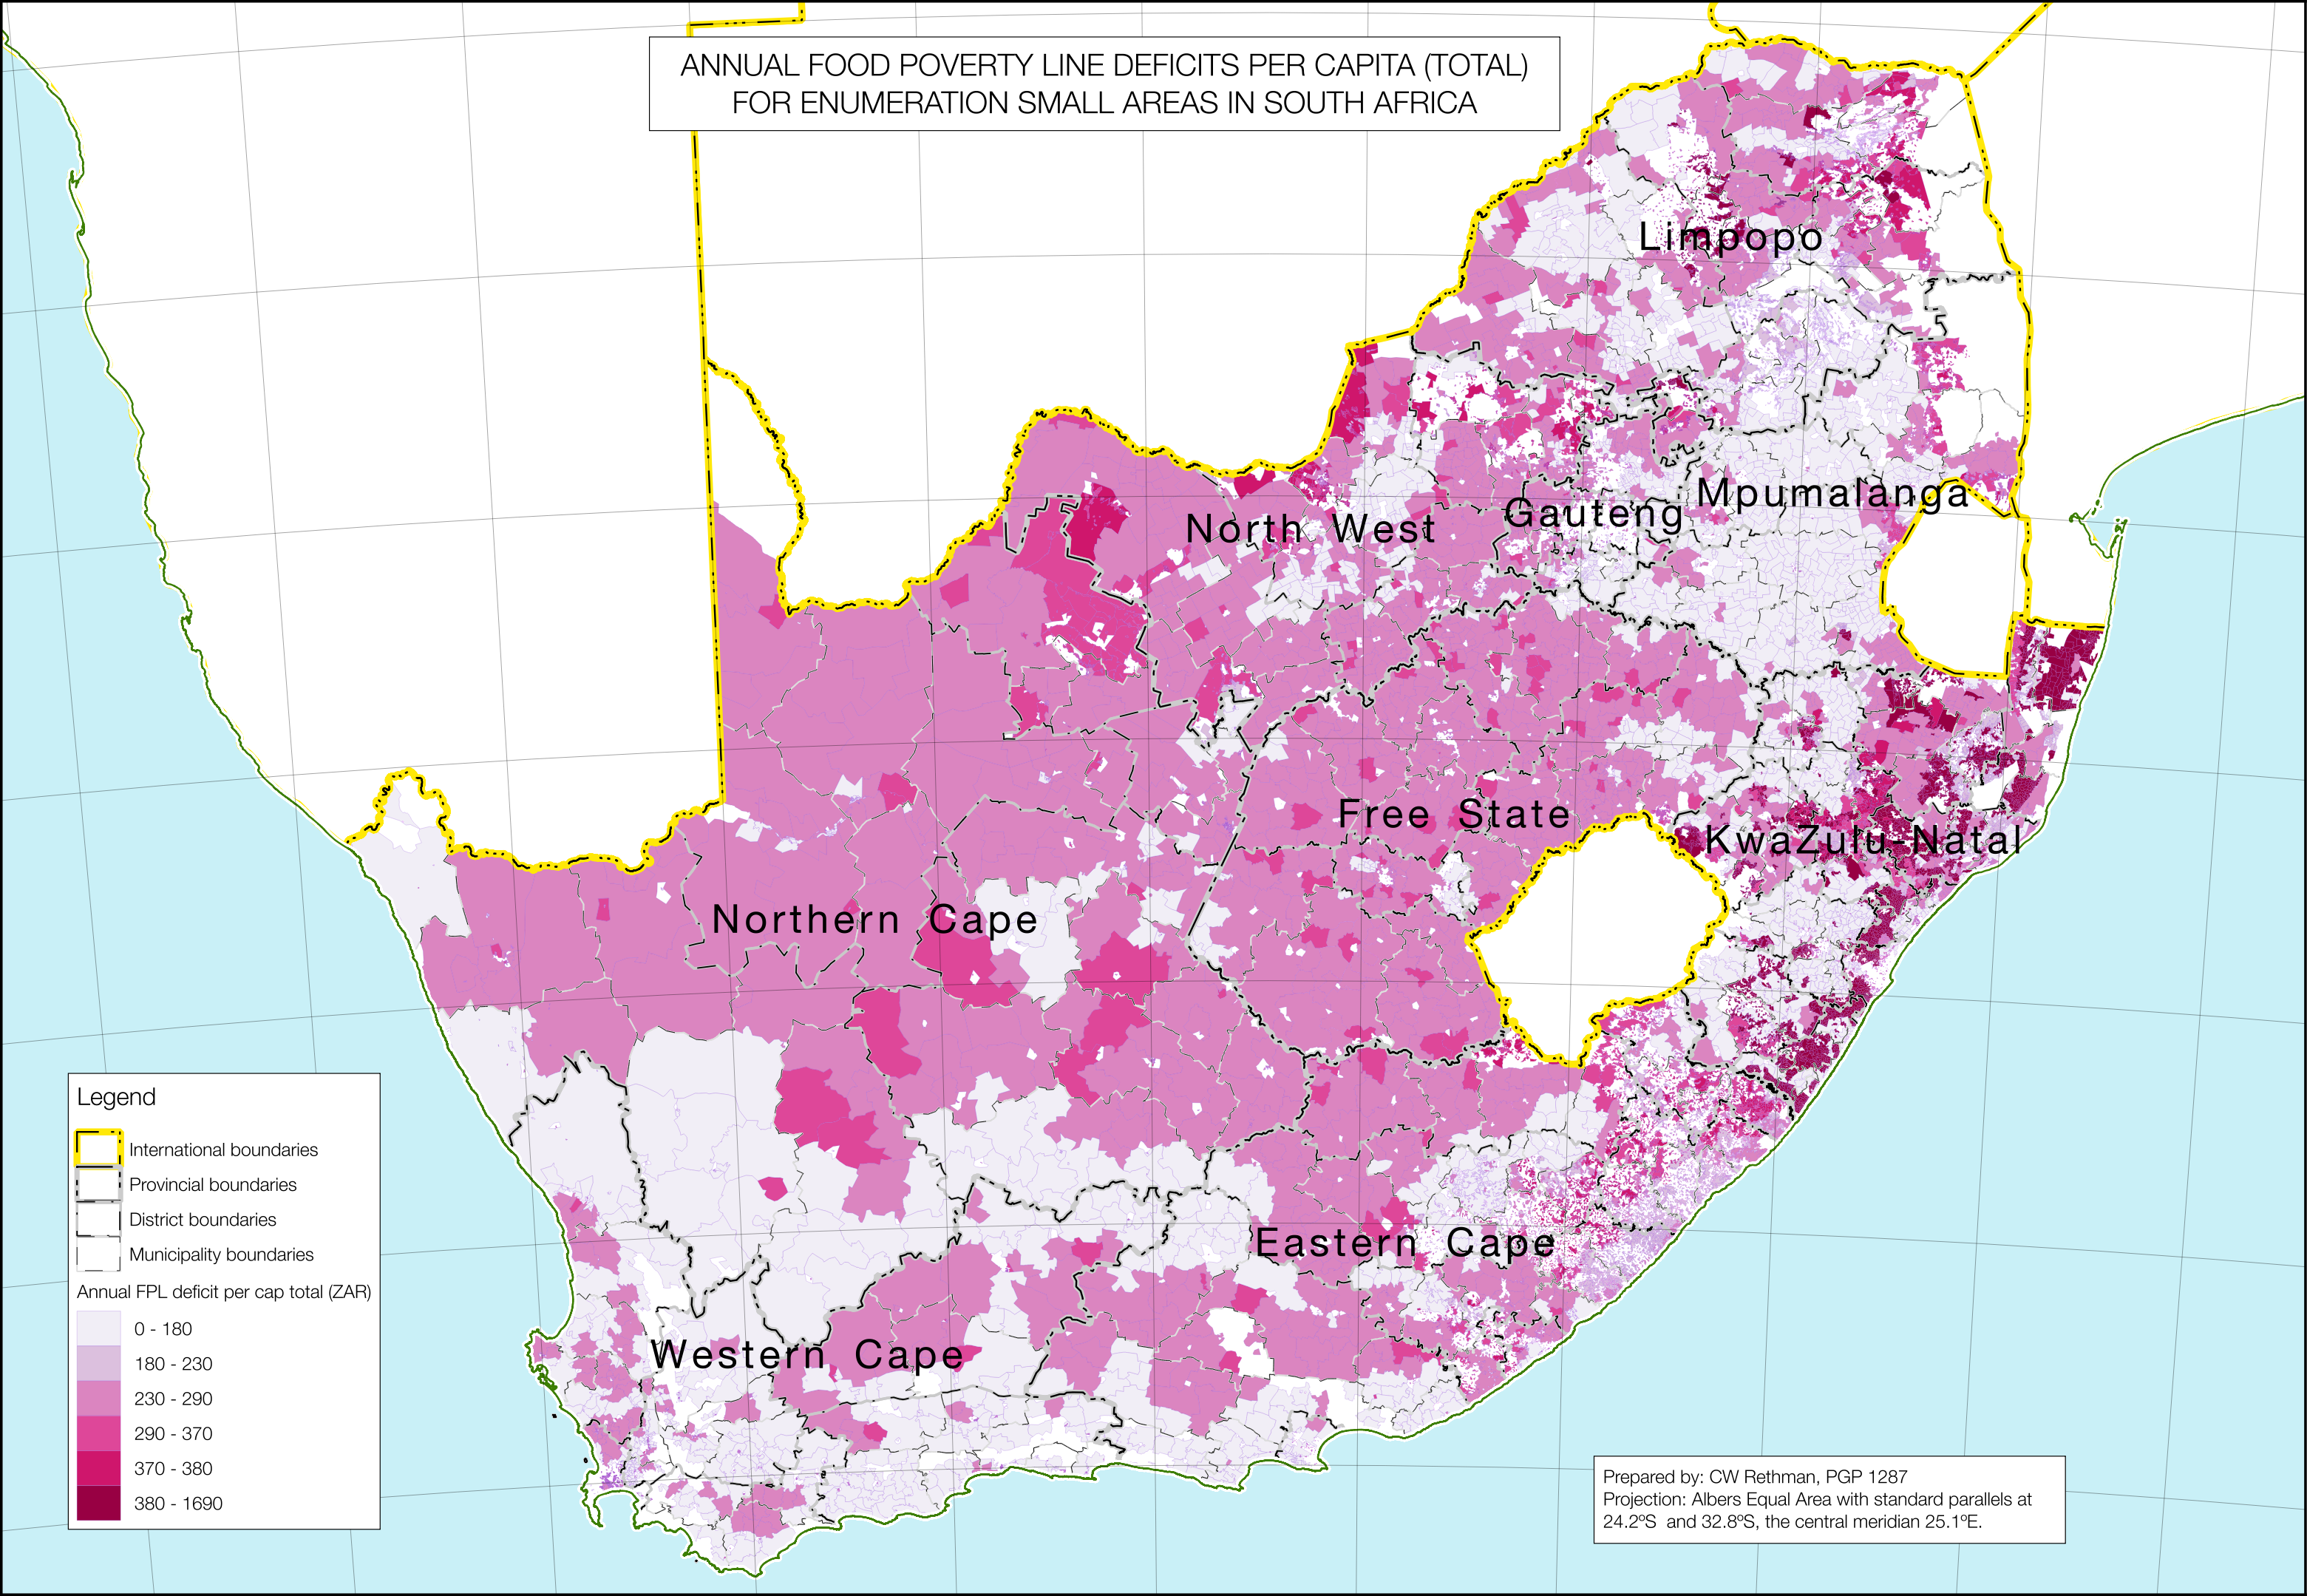 ANNUAL FOOD POVERTY LINE DEFICITS PER CAPITA (TOTAL)
FOR ENUMERATION SMALL AREAS IN SOUTH AFRICA
Limpopo
Mpumalanga
Gauteng
North West
Free State
KwaZulu-Natal
Northern Cape
Eastern Cape
Western Cape
Legend
International boundaries
Provincial boundaries
District boundaries
Municipality boundaries
Annual FPL deficit per cap total (ZAR)
0 - 180
180 - 230
230 - 290
290 - 370
370 - 380
380 - 1690
Prepared by: CW Rethman, PGP 1287
Projection: Albers Equal Area with standard parallels at
24.2ºS and 32.8ºS, the central meridian 25.1ºE.